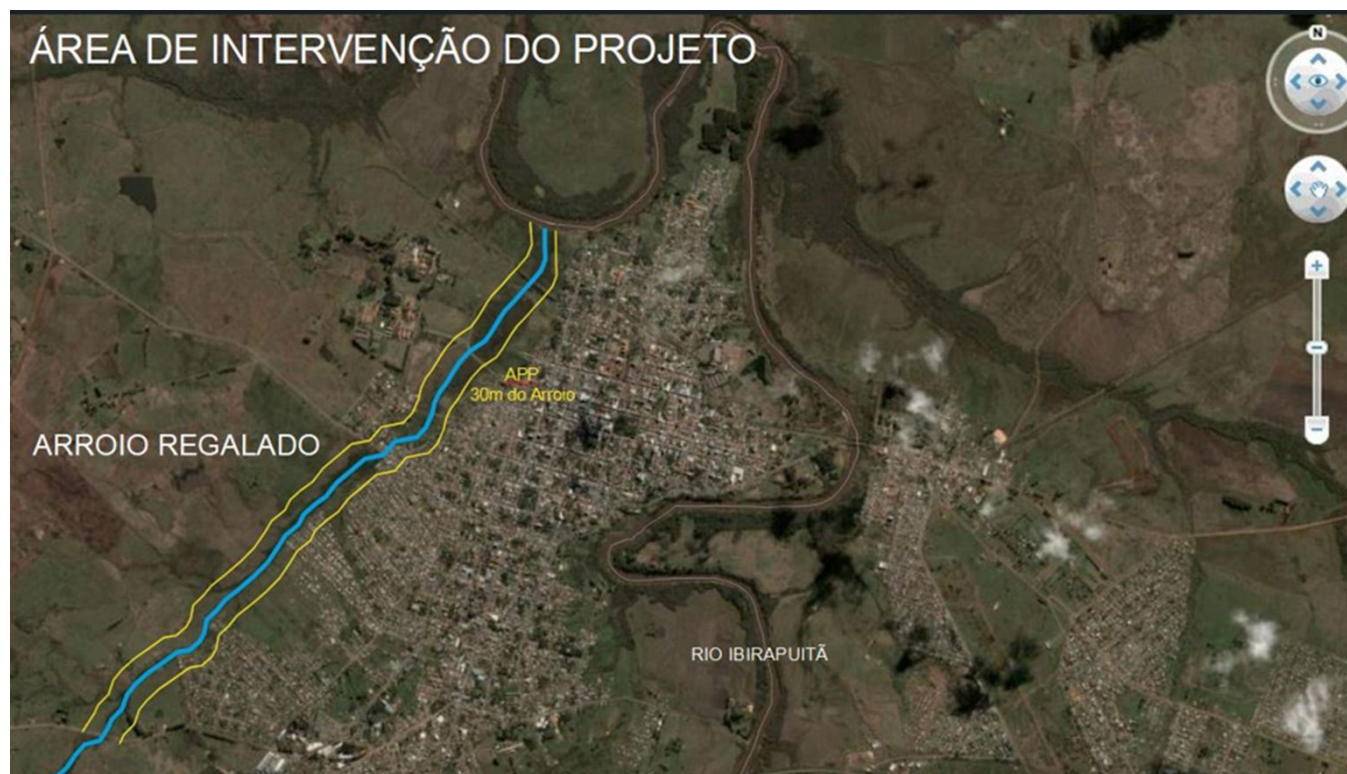 ÁREA DE INTERVENÇÃO DO PROJETO
N
APP
30m do Arroio
ARROIO REGALADO
RIO IBIRAPUITÃ